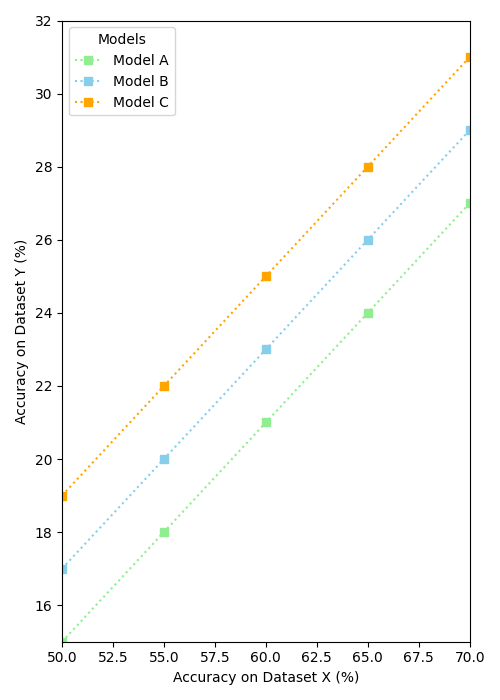 32
30
28
26
24
22
20
18
16
Accuracy on Dataset Y (%)
Models
Model A
Model B
Model C
50.0 52.5 55.0 57.5 60.0 62.5 65.0 67.5 70.0
Accuracy on Dataset X (%)